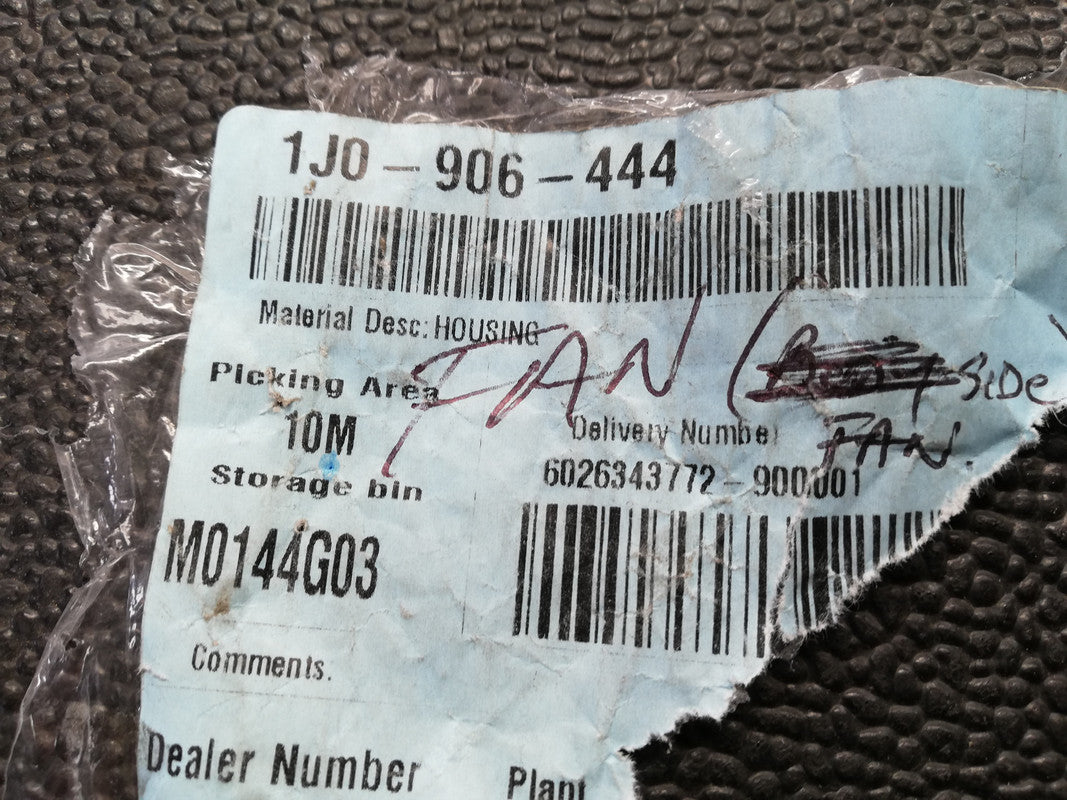 1J0-906-444
Material Desc: HOUSING
FAN ( SIDE )
FAN.
Picking Area
10M
Delivery Number
6026343772-900001
Storage bin
M0144G03
Comments.
Dealer Number
Plant